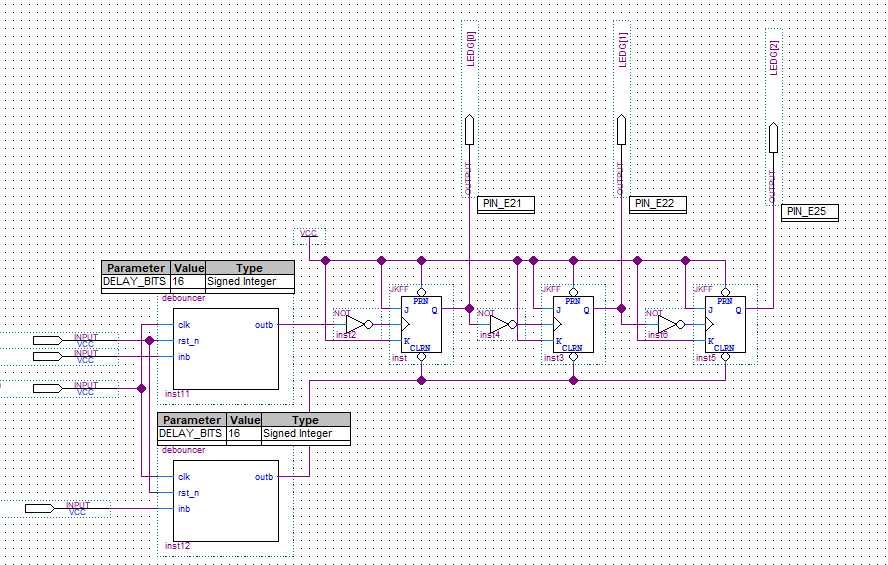 LEDG[0]
LEDG[1]
LEDG[2]
OUTPUT
OUTPUT
OUTPUT
PIN_E21
PIN_E22
PIN_E25
VCC
Parameter Value Type
DELAY_BITS 16 Signed Integer
debouncer
clk outb
rst_n
inb
inst11
INPUT
VCC
INPUT
VCC
INPUT
VCC
NOT
inst2
JKFF
PRN
J Q
K
CLRN
inst
NOT
inst4
JKFF
PRN
J Q
K
CLRN
inst3
NOT
inst6
JKFF
PRN
J Q
K
CLRN
inst5
Parameter Value Type
DELAY_BITS 16 Signed Integer
debouncer
clk outb
rst_n
inb
inst12
INPUT
VCC